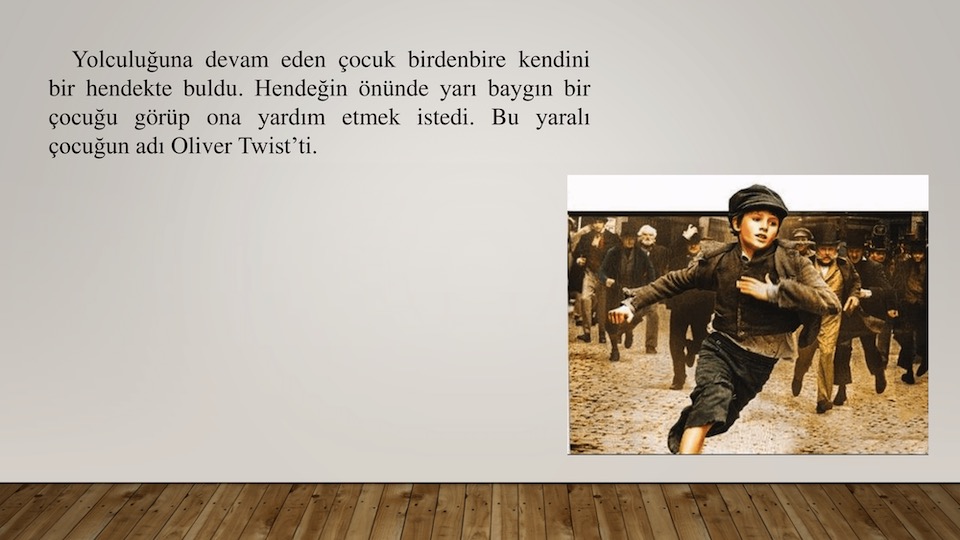 Yolculuğuna devam eden çocuk birdenbire kendini
bir hendekte buldu. Hendeğin önünde yarı baygın bir
çocuğu görüp ona yardım etmek istedi. Bu yaralı
çocuğun adı Oliver Twist’ti.